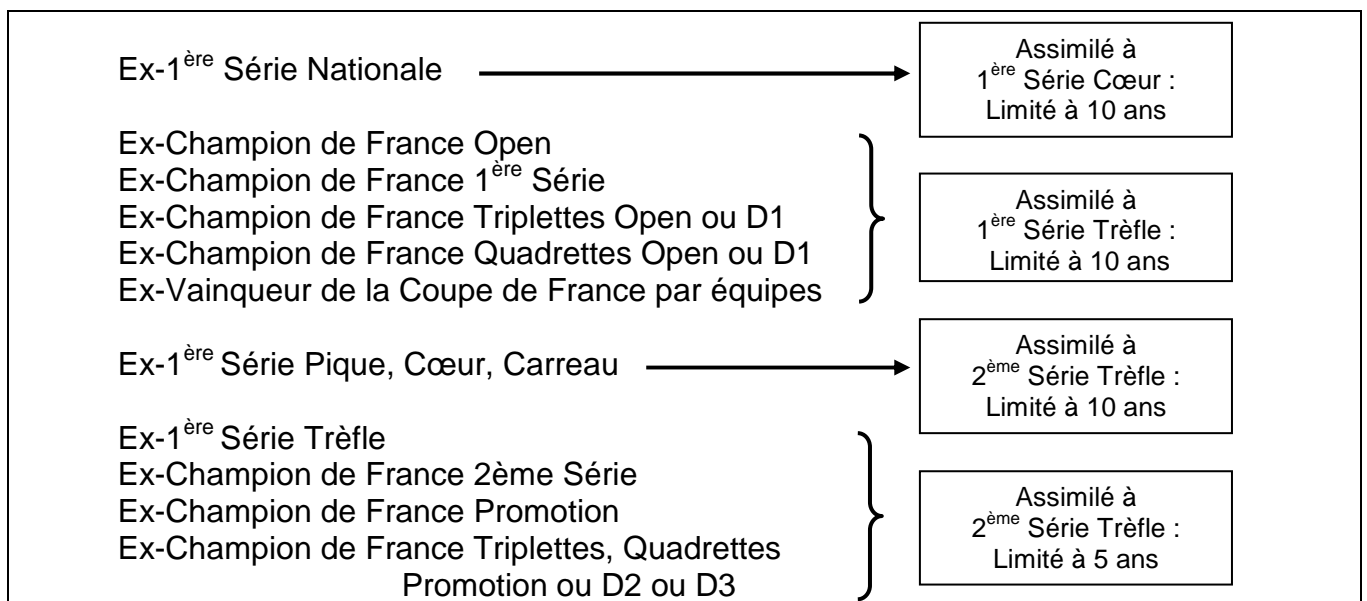 Ex-1ère Série Nationale
Assimilé à
1ère Série Cœur :
Limité à 10 ans
Ex-Champion de France Open
Ex-Champion de France 1ère Série
Ex-Champion de France Triplettes Open ou D1
Ex-Champion de France Quadrettes Open ou D1
Ex-Vainqueur de la Coupe de France par équipes
Assimilé à
1ère Série Trèfle :
Limité à 10 ans
Ex-1ère Série Pique, Cœur, Carreau
Assimilé à
2ème Série Trèfle :
Limité à 10 ans
Ex-1ère Série Trèfle
Ex-Champion de France 2ème Série
Ex-Champion de France Promotion
Ex-Champion de France Triplettes, Quadrettes
Promotion ou D2 ou D3
Assimilé à
2ème Série Trèfle :
Limité à 5 ans